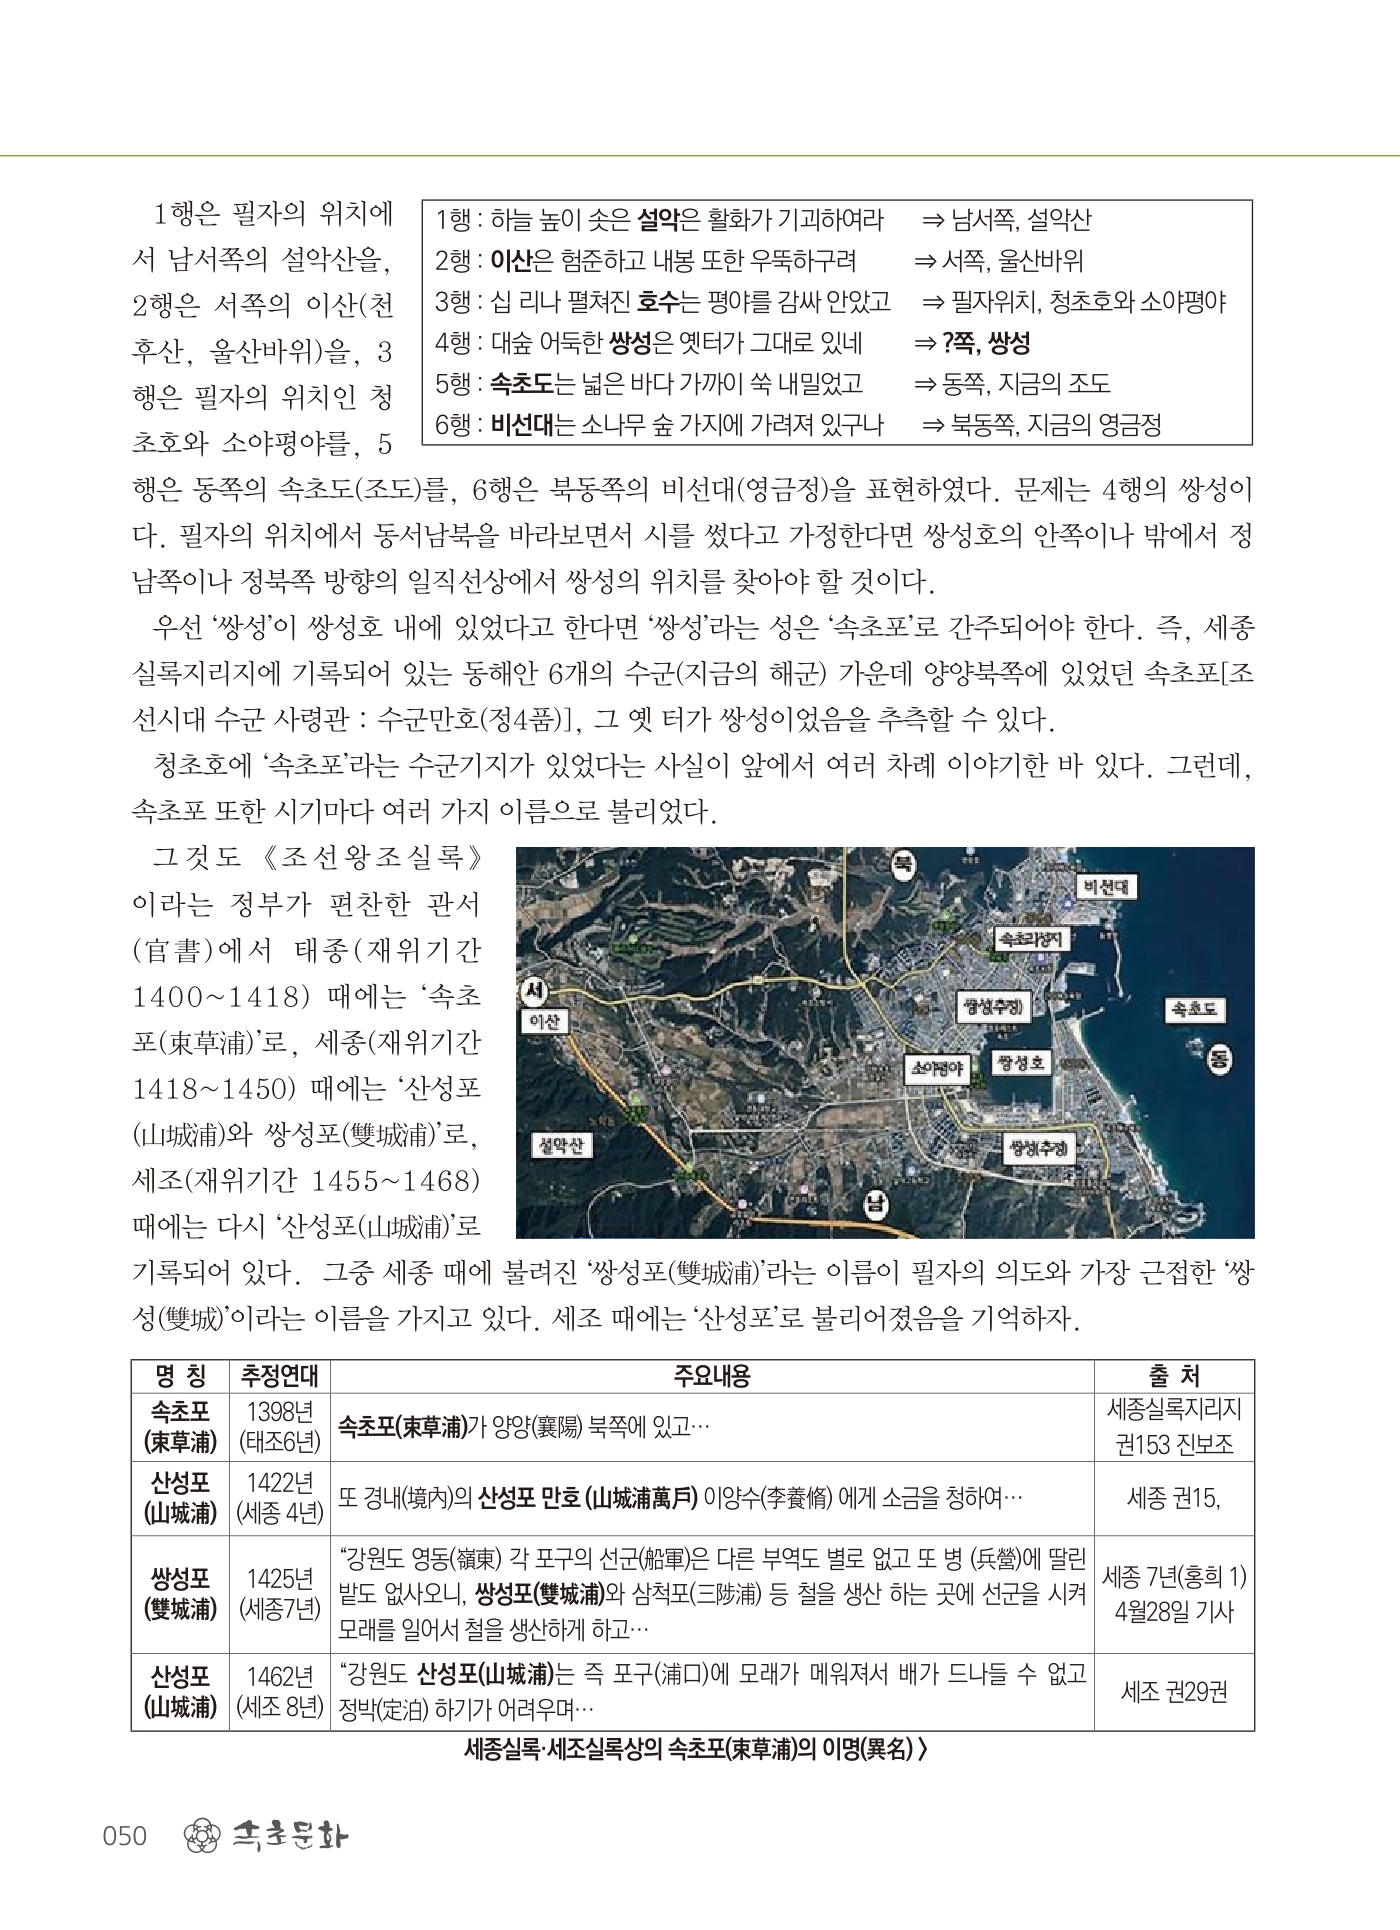 1행은 필자의 위치에
서 남서쪽의 설악산을,
2행은 서쪽의 이산(천
후산, 울산바위)을, 3
행은 필자의 위치인 청
초호와 소야평야를, 5
1행 : 하늘 높이 솟은 설악은 활화가 기괴하여라 ⇒ 남서쪽, 설악산
2행 : 이산은 험준하고 내봉 또한 우뚝하구려 ⇒ 서쪽, 울산바위
3행 : 십 리나 펼쳐진 호수는 평야를 감싸 안았고 ⇒ 필자위치, 청초호와 소야평야
4행 : 대숲 어둑한 쌍성은 옛터가 그대로 있네 ⇒ ?쪽, 쌍성
5행 : 속초도는 넓은 바다 가까이 쑥 내밀었고 ⇒ 동쪽, 지금의 조도
6행 : 비선대는 소나무 숲 가지에 가려져 있구나 ⇒ 북동쪽, 지금의 영금정
행은 동쪽의 속초도(조도)를, 6행은 북동쪽의 비선대(영금정)을 표현하였다. 문제는 4행의 쌍성이
다. 필자의 위치에서 동서남북을 바라보면서 시를 썼다고 가정한다면 쌍성호의 안쪽이나 밖에서 정
남쪽이나 정북쪽 방향의 일직선상에서 쌍성의 위치를 찾아야 할 것이다.
우선 ‘쌍성’이 쌍성호 내에 있었다고 한다면 ‘쌍성’라는 성은 ‘속초포’로 간주되어야 한다. 즉, 세종
실록지리지에 기록되어 있는 동해안 6개의 수군(지금의 해군) 가운데 양양북쪽에 있었던 속초포[조
선시대 수군 사령관 : 수군만호(정4품)], 그 옛 터가 쌍성이었음을 추측할 수 있다.
청초호에 ‘속초포’라는 수군기지가 있었다는 사실이 앞에서 여러 차례 이야기한 바 있다. 그런데,
속초포 또한 시기마다 여러 가지 이름으로 불리었다.
그것도 《조선왕조실록》
이라는 정부가 편찬한 관서
(官書)에서 태종(재위기간
1400~1418) 때에는 ‘속초
포(束草浦)’로, 세종(재위기간
1418~1450) 때에는 ‘산성포
(山城浦)와 쌍성포(雙城浦)’로,
세조(재위기간 1455~1468)
때에는 다시 ‘산성포(山城浦)’로
북
비선대
속초리성지
서
이산
쌍성(추정)
속초도
동
소야평야
쌍성호
설악산
쌍성(추정)
남
기록되어 있다. 그중 세종 때에 불려진 ‘쌍성포(雙城浦)’라는 이름이 필자의 의도와 가장 근접한 ‘쌍
성(雙城)’이라는 이름을 가지고 있다. 세조 때에는 ‘산성포’로 불리어졌음을 기억하자.
명 칭 추정연대 주요내용 출 처
속초포 (束草浦) 1398년 (태조6년) 속초포(束草浦)가 양양(襄陽) 북쪽에 있고… 세종실록지리지 권153 진보조
산성포 (山城浦) 1422년 (세종 4년) 또 경내(境內)의 산성포 만호 (山城浦萬戶) 이양수(李養脩) 에게 소금을 청하여… 세종 권15,
쌍성포 (雙城浦) 1425년 (세종7년) “강원도 영동(嶺東) 각 포구의 선군(船軍)은 다른 부역도 별로 없고 또 병 (兵營)에 딸린
밭도 없사오니, 쌍성포(雙城浦)와 삼척포(三陟浦) 등 철을 생산 하는 곳에 선군을 시켜
모래를 일어서 철을 생산하게 하고… 세종 7년(홍희 1) 4월28일 기사
산성포 (山城浦) 1462년 (세조 8년) “강원도 산성포(山城浦)는 즉 포구(浦口)에 모래가 메워져서 배가 드나들 수 없고
정박(定泊) 하기가 어려우며… 세조 권29권
세종실록·세조실록상의 속초포(束草浦)의 이명(異名) 〉
050 속초문화